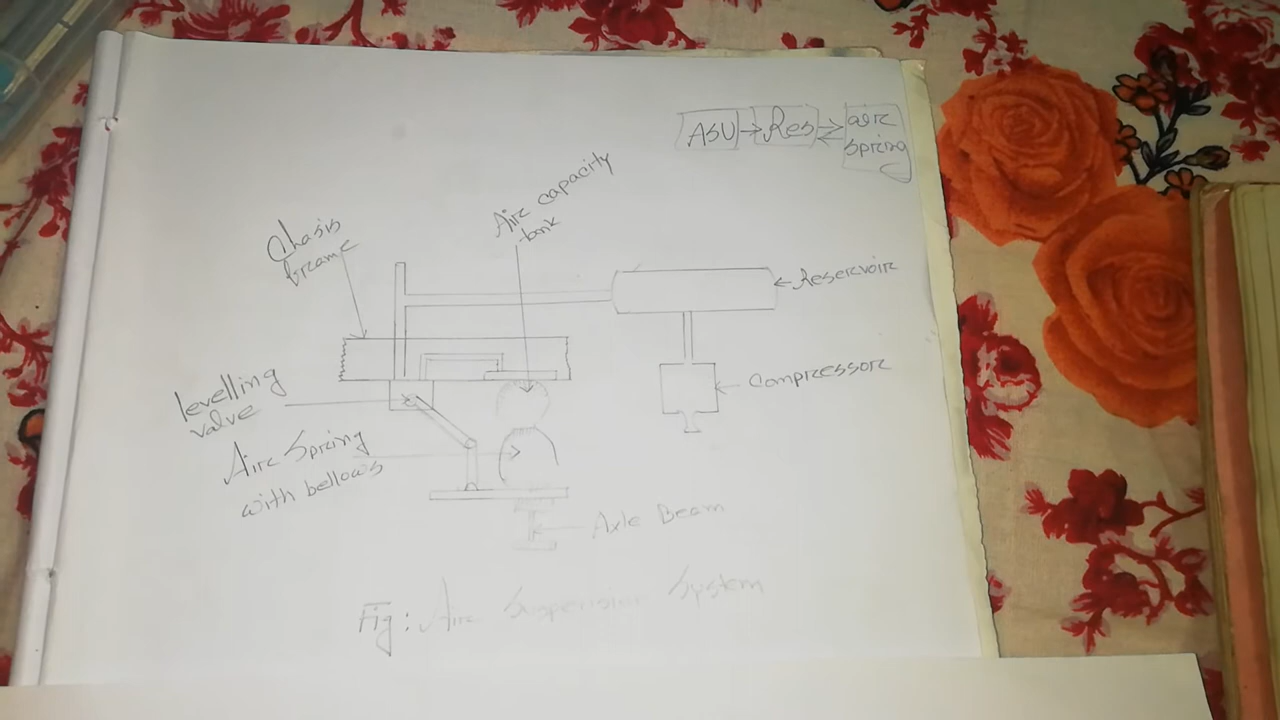 ASU → Res ⇌ air
spring
Air capacity
tank
Chasis
frame
Reservoir
Compressor
levelling
valve
Air Spring
with bellows
Axle Beam
Fig: Air Suspension System